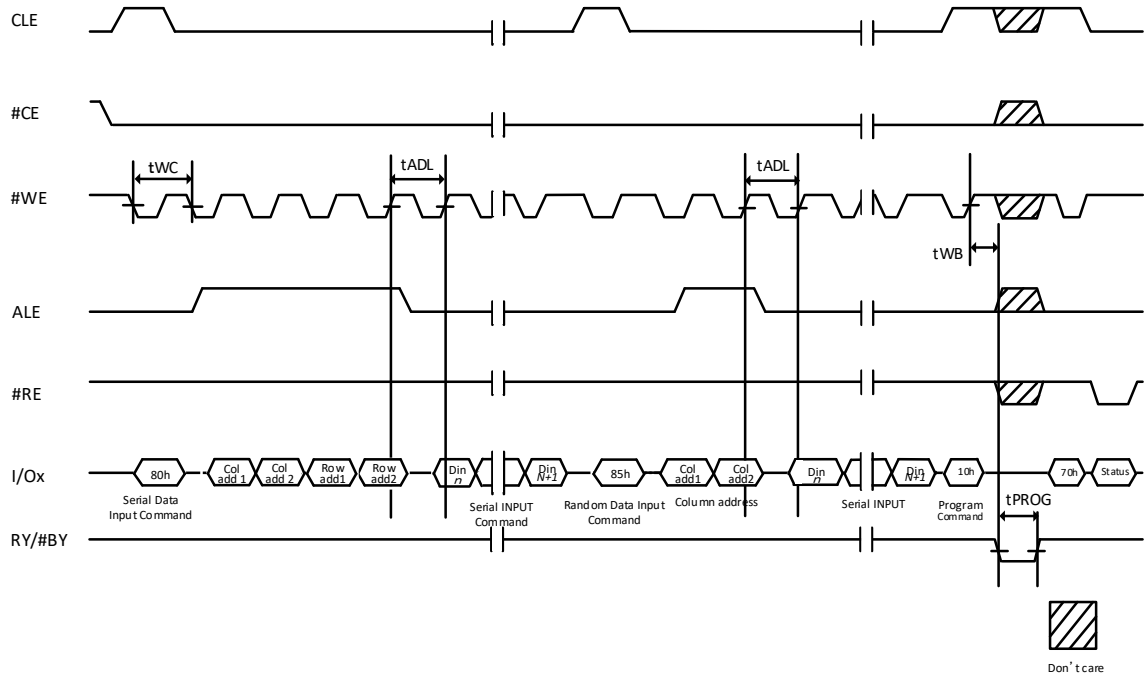 CLE
#CE
tWC
tADL
tADL
#WE
tWB
ALE
#RE
I/Ox
80h
Col
add 1
Col
add 2
Row
add1
Row
add2
Din
n
Din
N+1
85h
Col
add1
Col
add2
Din
n
Din
N+1
10h
70h
Status
Serial Data
Input Command
Serial INPUT
Command
Random Data Input
Command
Column address
Serial INPUT
Program
Command
tPROG
RY/#BY
Don't care